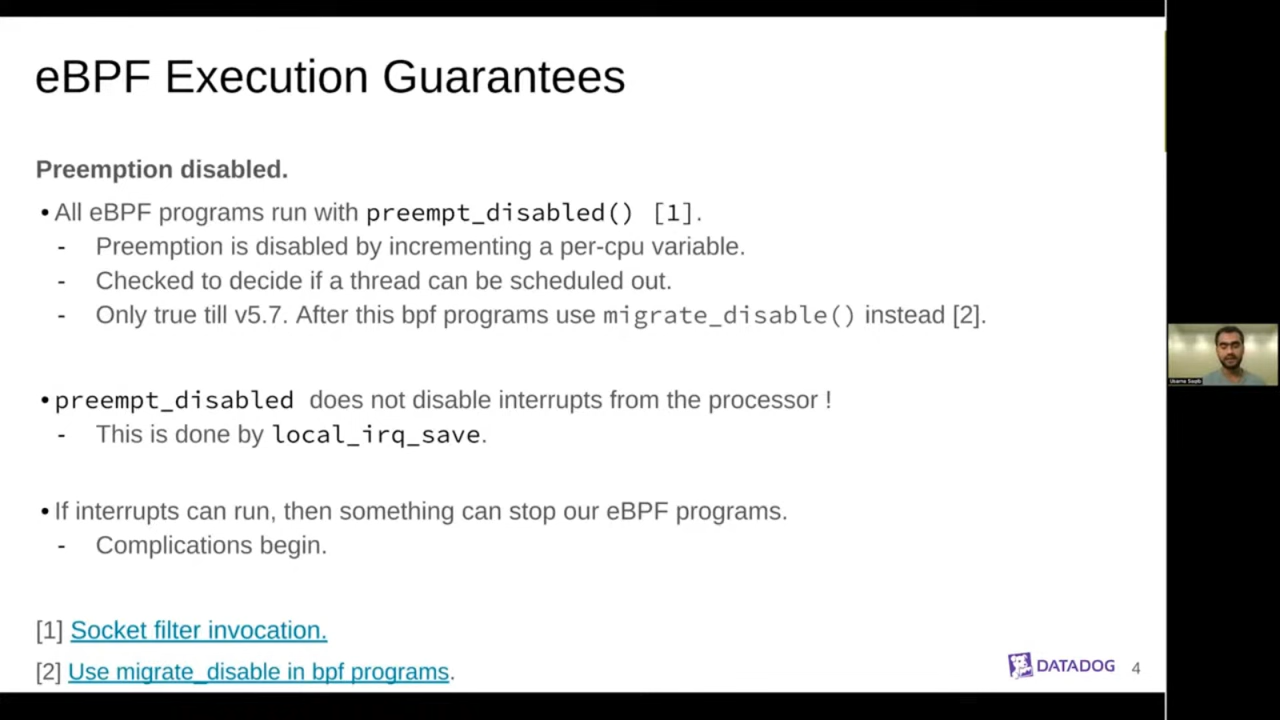 eBPF Execution Guarantees
Preemption disabled.
• All eBPF programs run with preempt_disabled() [1].
- Preemption is disabled by incrementing a per-cpu variable.
- Checked to decide if a thread can be scheduled out.
- Only true till v5.7. After this bpf programs use migrate_disable() instead [2].
• preempt_disabled does not disable interrupts from the processor !
- This is done by local_irq_save.
• If interrupts can run, then something can stop our eBPF programs.
- Complications begin.
[1] Socket filter invocation.
[2] Use migrate_disable in bpf programs.
DATADOG 4